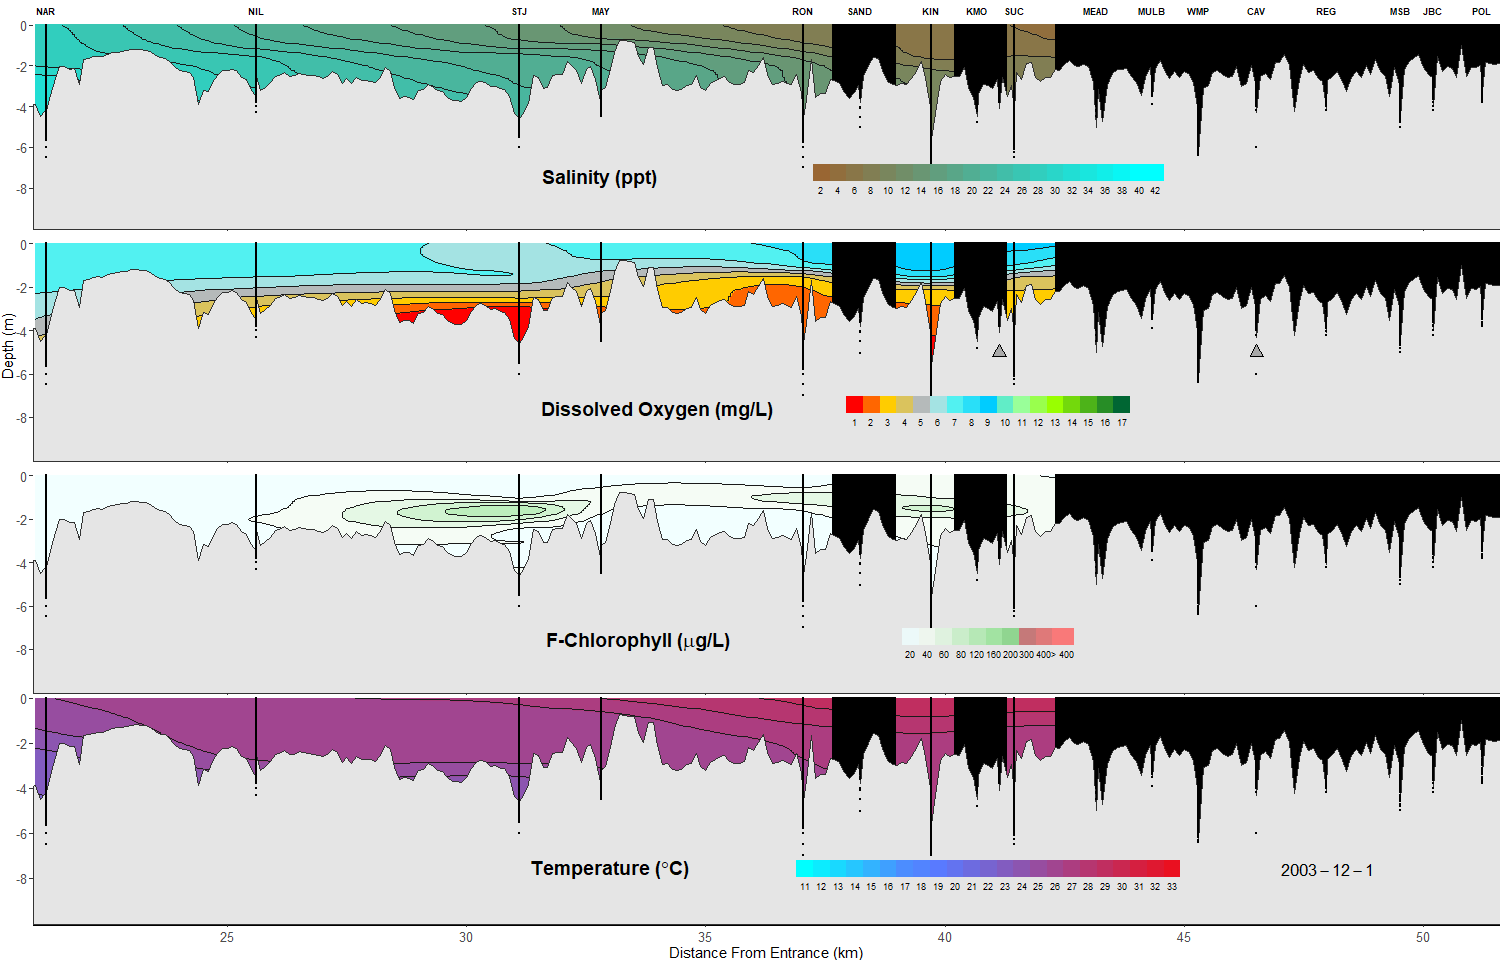 NAR NIL STJ MAY RON SAND KIN KMO SUC MEAD MULB WMP CAV REG MSB JBC POL
0
-2
-4
-6
-8
Salinity (ppt)
2 4 6 8 10 12 14 16 18 20 22 24 26 28 30 32 34 36 38 40 42
0
-2
-4
-6
-8
Depth (m)
Dissolved Oxygen (mg/L)
1 2 3 4 5 6 7 8 9 10 11 12 13 14 15 16 17
0
-2
-4
-6
-8
F-Chlorophyll (μg/L)
20 40 60 80 120 160 200 300 400> 400
0
-2
-4
-6
-8
Temperature (°C)
11 12 13 14 15 16 17 18 19 20 21 22 23 24 25 26 27 28 29 30 31 32 33
2003 – 12 – 1
25 30 35 40 45 50
Distance From Entrance (km)